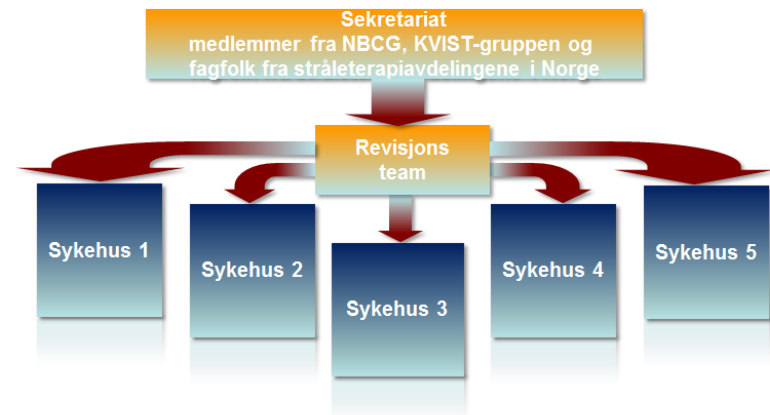 Sekretariat
medlemmer fra NBCG, KVIST-gruppen og
fagfolk fra stråleterapiavdelingene i Norge
Revisjons
team
Sykehus 1
Sykehus 2
Sykehus 3
Sykehus 4
Sykehus 5